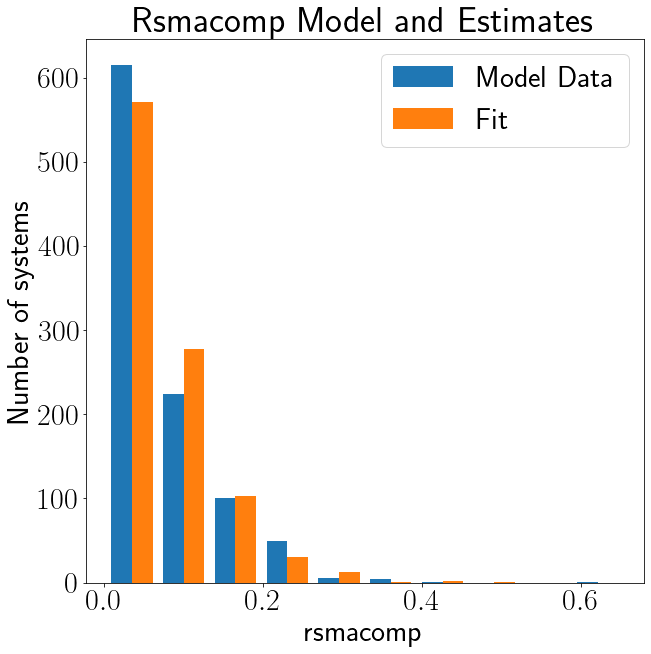 Rsmacomp Model and Estimates
Model Data
Fit
Number of systems
600
500
400
300
200
100
0
0.0 0.2 0.4 0.6
rsmacomp